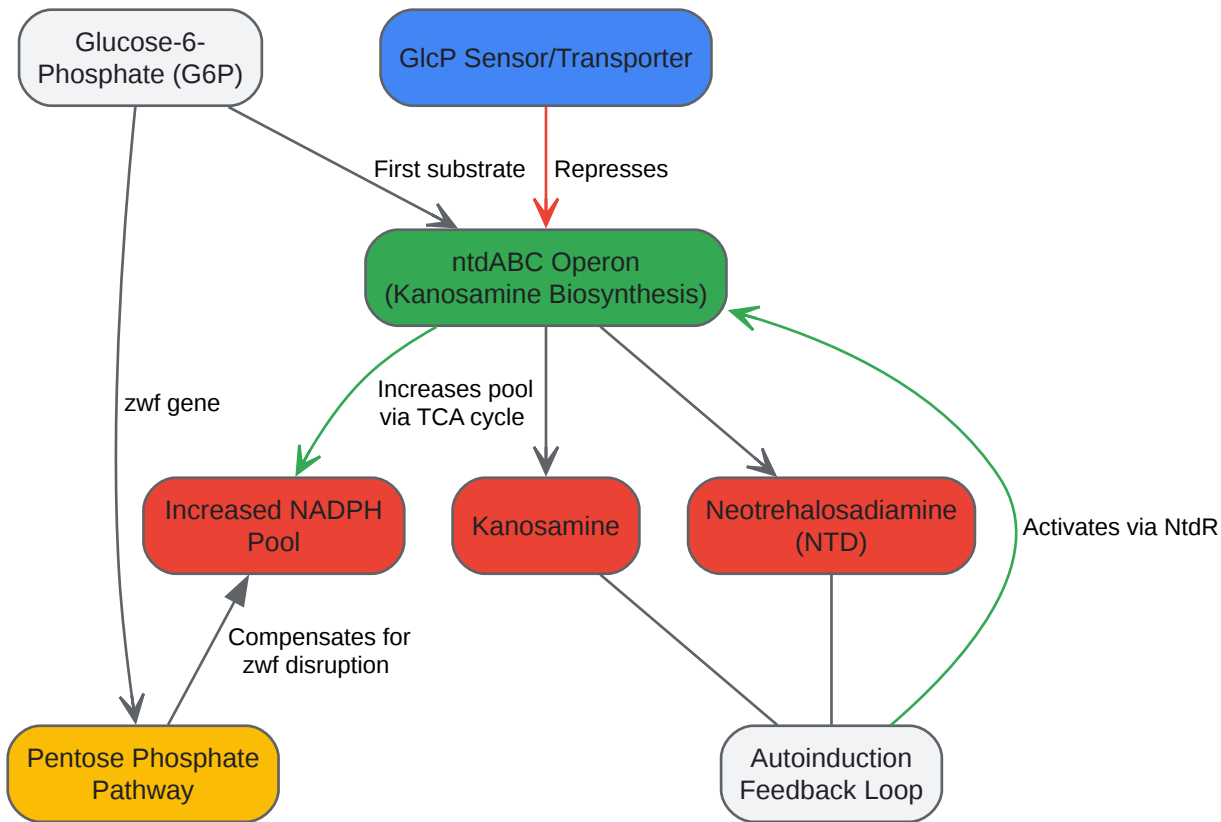 Glucose-6-
Phosphate (G6P)
GlcP Sensor/Transporter
First substrate
Represses
ntdABC Operon
(Kanosamine Biosynthesis)
zwf gene
Increases pool
via TCA cycle
Increased NADPH
Pool
Kanosamine
Neotrehalosadiamine
(NTD)
Activates via NtdR
Compensates for
zwf disruption
Pentose Phosphate
Pathway
Autoinduction
Feedback Loop